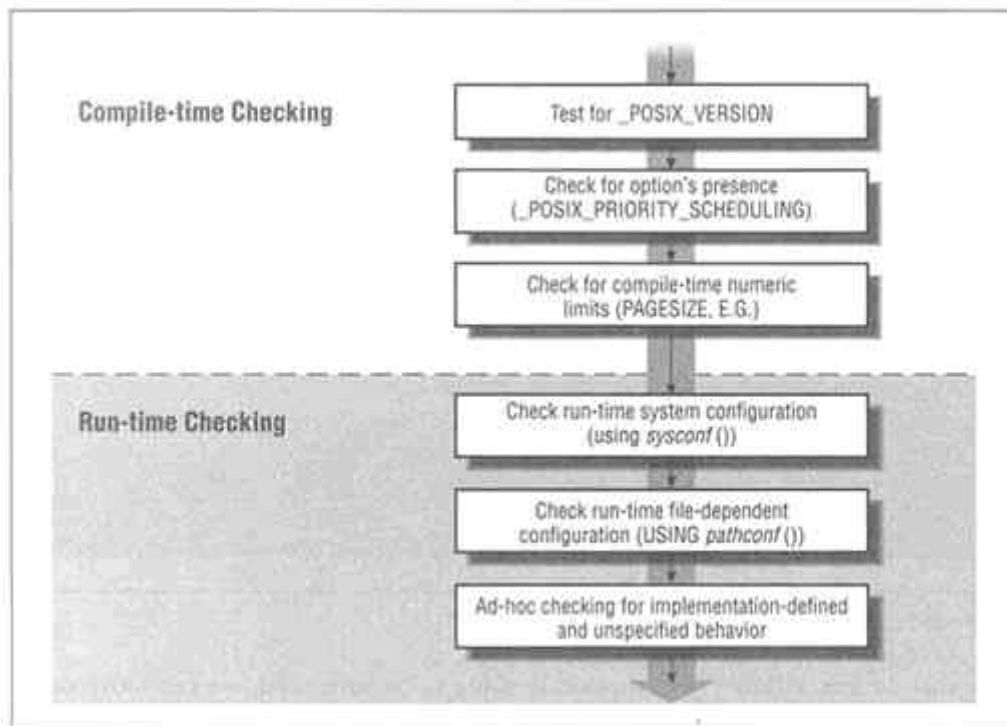 Compile-time Checking
Test for _POSIX_VERSION
Check for option's presence
(_POSIX_PRIORITY_SCHEDULING)
Check for compile-time numeric
limits (PAGESIZE, E.G.)
Run-time Checking
Check run-time system configuration
(using sysconf ())
Check run-time file-dependent
configuration (USING pathconf ())
Ad-hoc checking for implementation-defined
and unspecified behavior